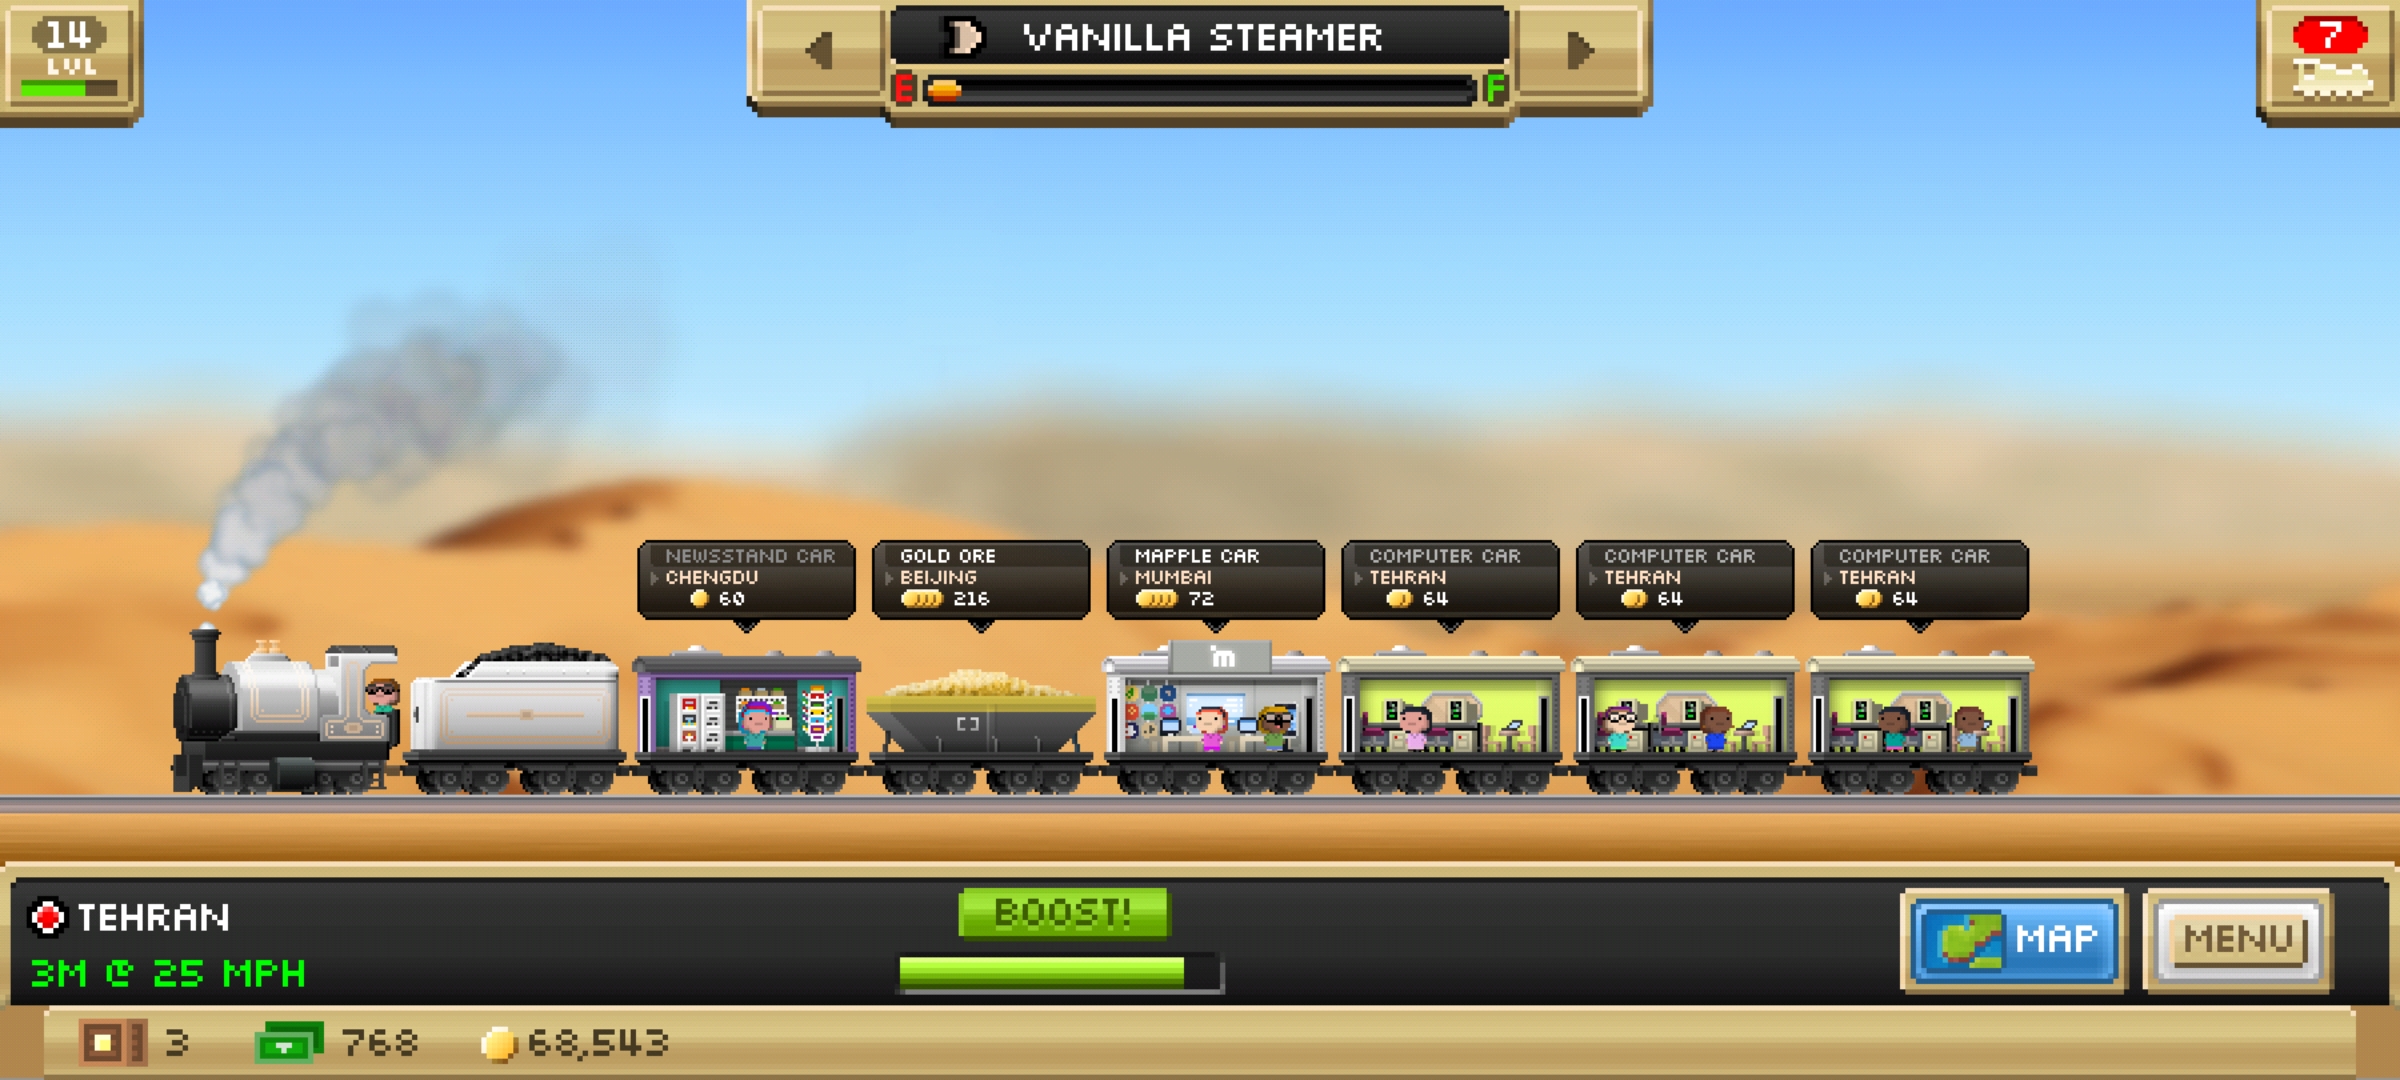 14
LVL
VANILLA STEAMER
E F
7
NEWSSTAND CAR
CHENGDU
60
GOLD ORE
BEIJING
216
MAPPLE CAR
MUMBAI
72
COMPUTER CAR
TEHRAN
64
COMPUTER CAR
TEHRAN
64
COMPUTER CAR
TEHRAN
64
m
TEHRAN
3M @ 25 MPH
BOOST!
MAP
MENU
3
768
68,543